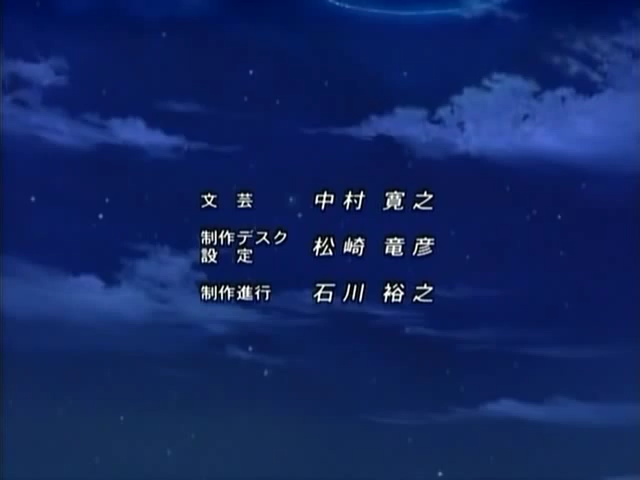 文 芸 中村 寛之
制作デスク
設 定 松崎 竜彦
制作進行 石川 裕之